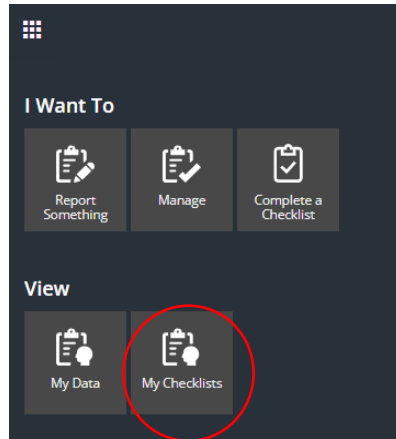 I Want To
Report
Something
Manage
Complete a
Checklist
View
My Data
My Checklists